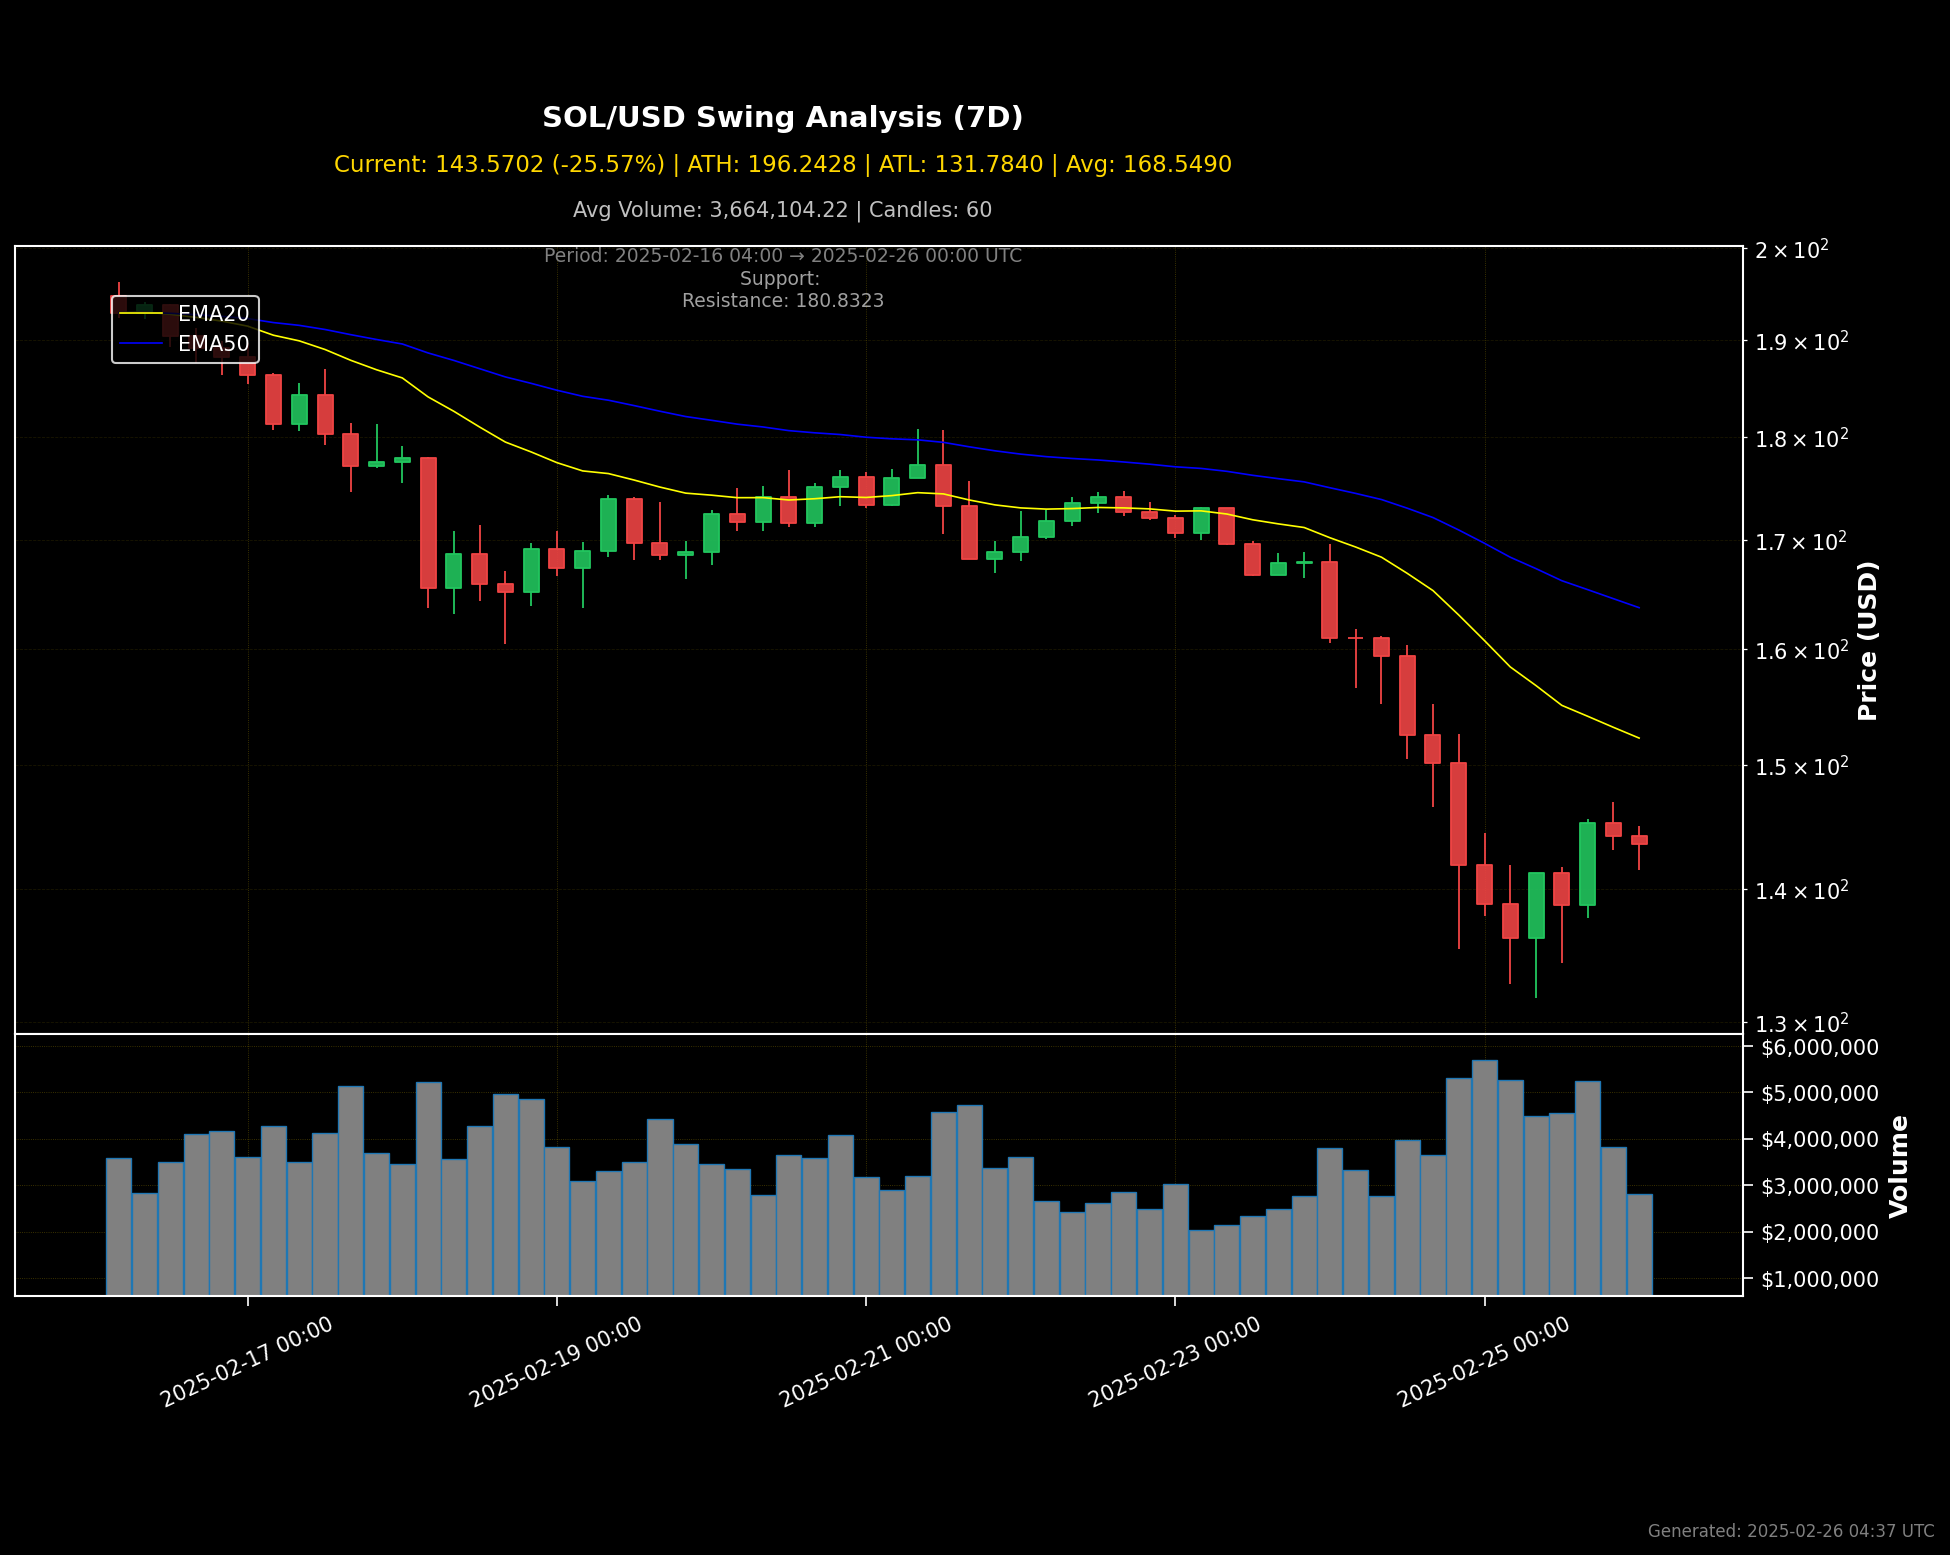 SOL/USD Swing Analysis (7D)
Current: 143.5702 (-25.57%) | ATH: 196.2428 | ATL: 131.7840 | Avg: 168.5490
Avg Volume: 3,664,104.22 | Candles: 60
Period: 2025-02-16 04:00 → 2025-02-26 00:00 UTC
Support:
Resistance: 180.8323
EMA20
EMA50
2 × 10²
1.9 × 10²
1.8 × 10²
1.7 × 10²
1.6 × 10²
1.5 × 10²
1.4 × 10²
1.3 × 10²
Price (USD)
$6,000,000
$5,000,000
$4,000,000
$3,000,000
$2,000,000
$1,000,000
Volume
2025-02-17 00:00
2025-02-19 00:00
2025-02-21 00:00
2025-02-23 00:00
2025-02-25 00:00
Generated: 2025-02-26 04:37 UTC